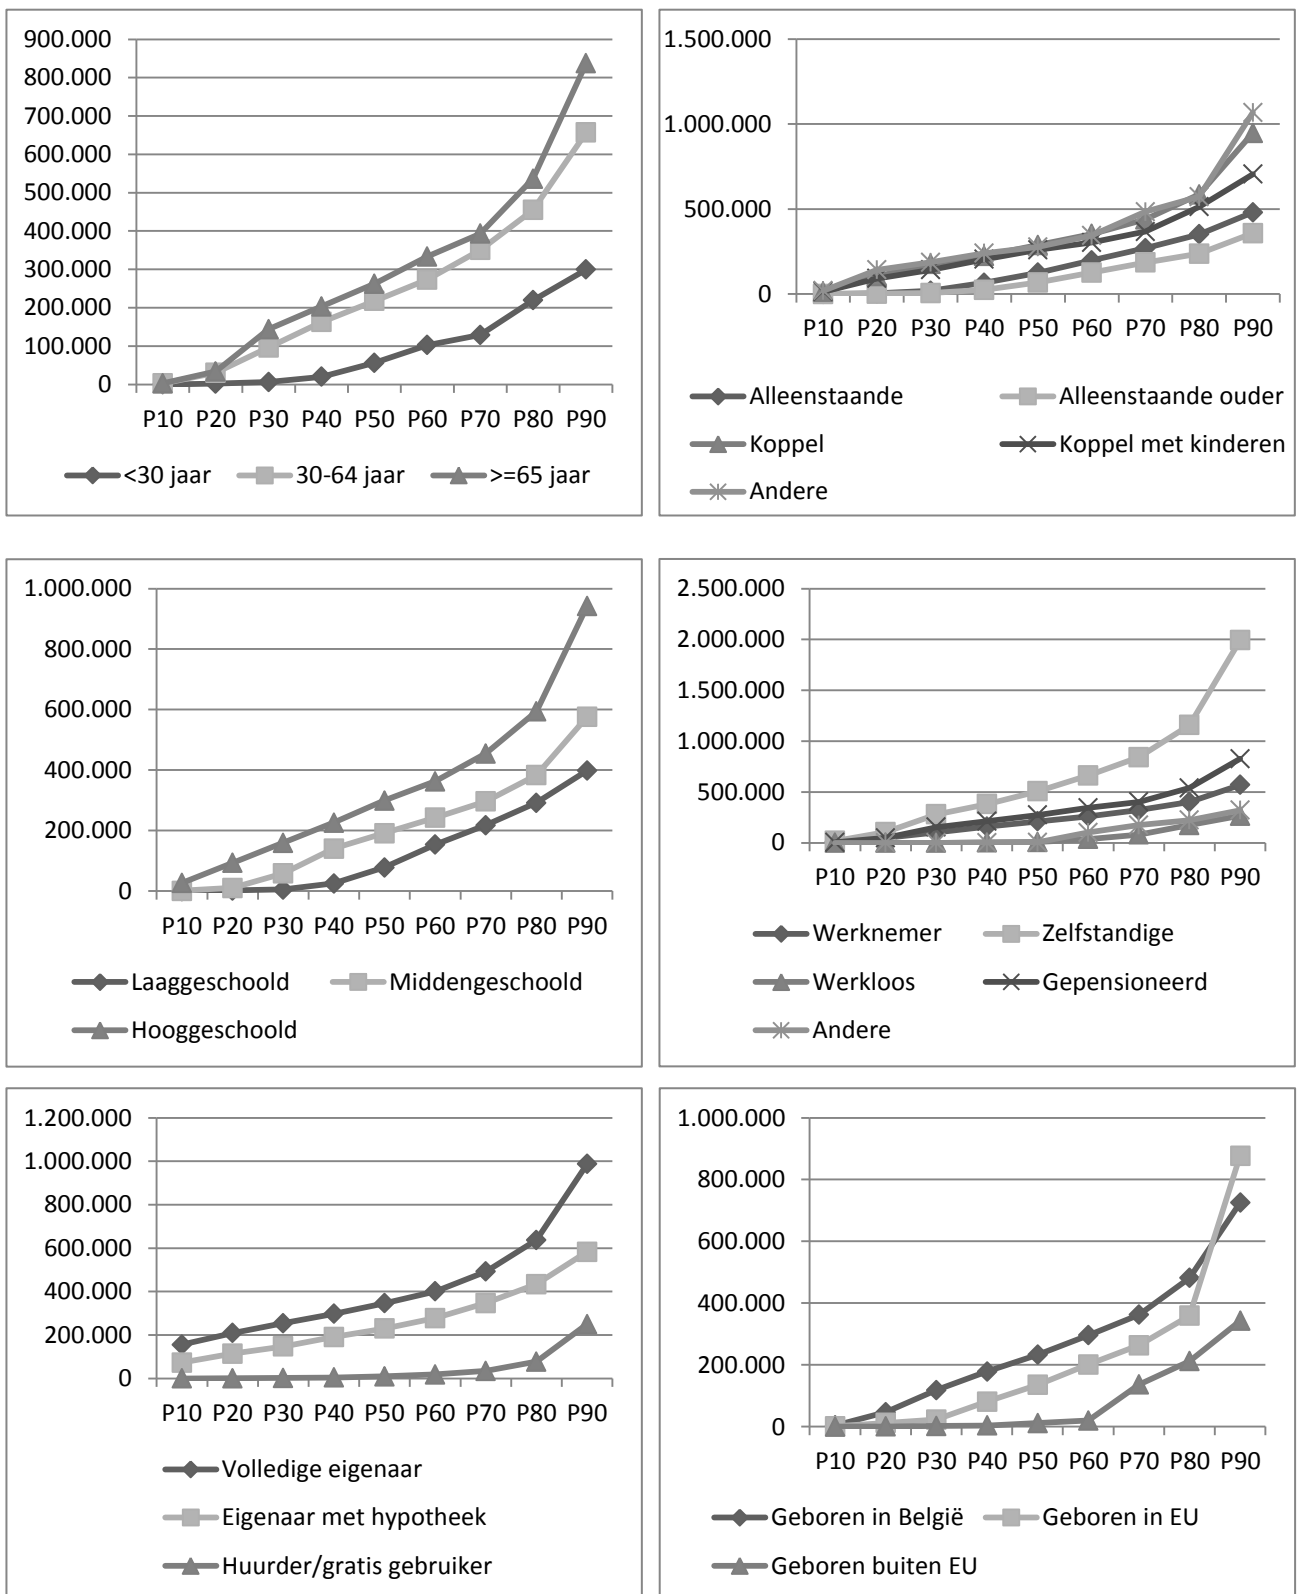 900.000
800.000
700.000
600.000
500.000
400.000
300.000
200.000
100.000
0
P10 P20 P30 P40 P50 P60 P70 P80 P90
<30 jaar 30-64 jaar >=65 jaar
1.500.000
1.000.000
500.000
0
P10 P20 P30 P40 P50 P60 P70 P80 P90
Alleenstaande Alleenstaande ouder
Koppel Koppel met kinderen
Andere
1.000.000
800.000
600.000
400.000
200.000
0
P10 P20 P30 P40 P50 P60 P70 P80 P90
Laaggeschoold Middengeschoold
Hooggeschoold
2.500.000
2.000.000
1.500.000
1.000.000
500.000
0
P10 P20 P30 P40 P50 P60 P70 P80 P90
Werknemer Zelfstandige
Werkloos Gepensioneerd
Andere
1.200.000
1.000.000
800.000
600.000
400.000
200.000
0
P10 P20 P30 P40 P50 P60 P70 P80 P90
Volledige eigenaar
Eigenaar met hypotheek
Huurder/gratis gebruiker
1.000.000
800.000
600.000
400.000
200.000
0
P10 P20 P30 P40 P50 P60 P70 P80 P90
Geboren in België Geboren in EU
Geboren buiten EU